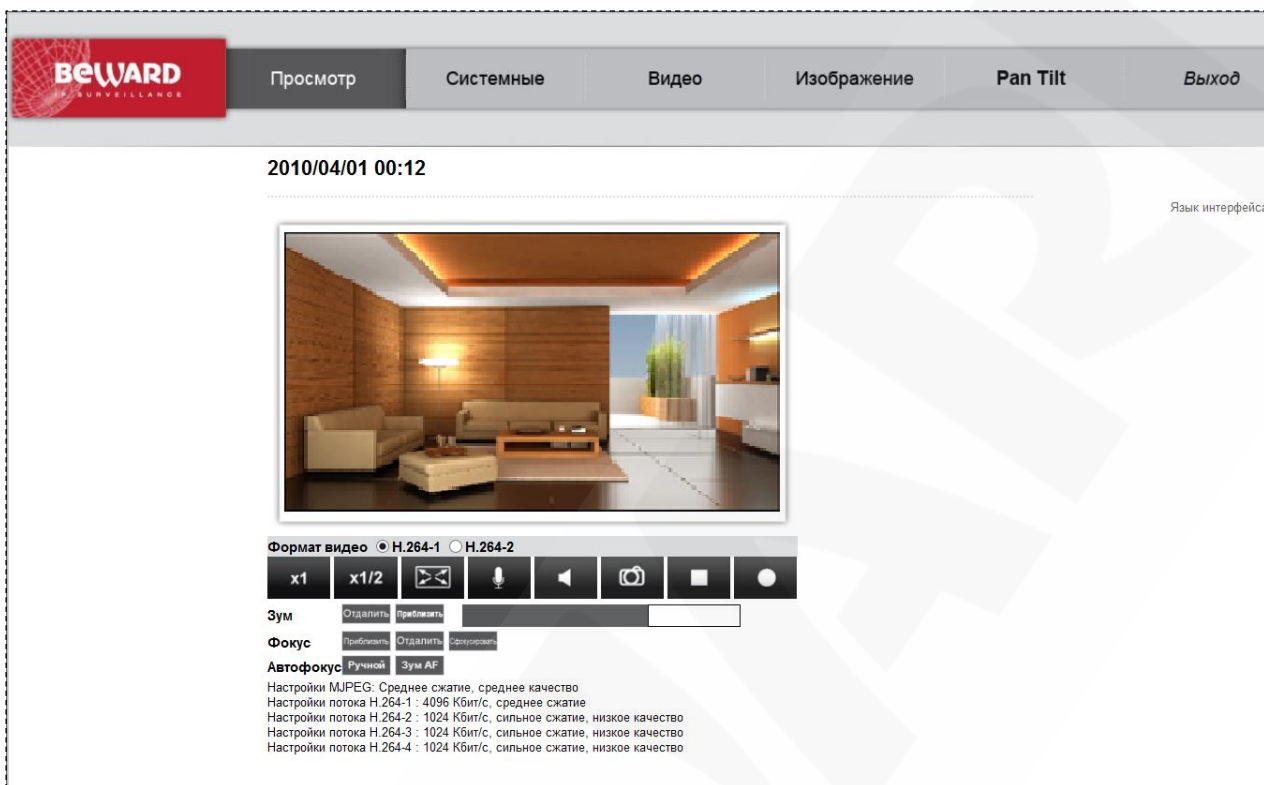 BEWARD
IP SURVEILLANCE
Просмотр
Системные
Видео
Изображение
Pan Tilt
Выход
2010/04/01 00:12
Язык интерфейса
Формат видео H.264-1 H.264-2
x1 x1/2
Зум Отдалить Приблизить
Фокус Приблизить Отдалить Сфокусировать
Автофокус Ручной Зум AF
Настройки MJPEG: Среднее сжатие, среднее качество
Настройки потока H.264-1 : 4096 Кбит/с, среднее сжатие
Настройки потока H.264-2 : 1024 Кбит/с, сильное сжатие, низкое качество
Настройки потока H.264-3 : 1024 Кбит/с, сильное сжатие, низкое качество
Настройки потока H.264-4 : 1024 Кбит/с, сильное сжатие, низкое качество